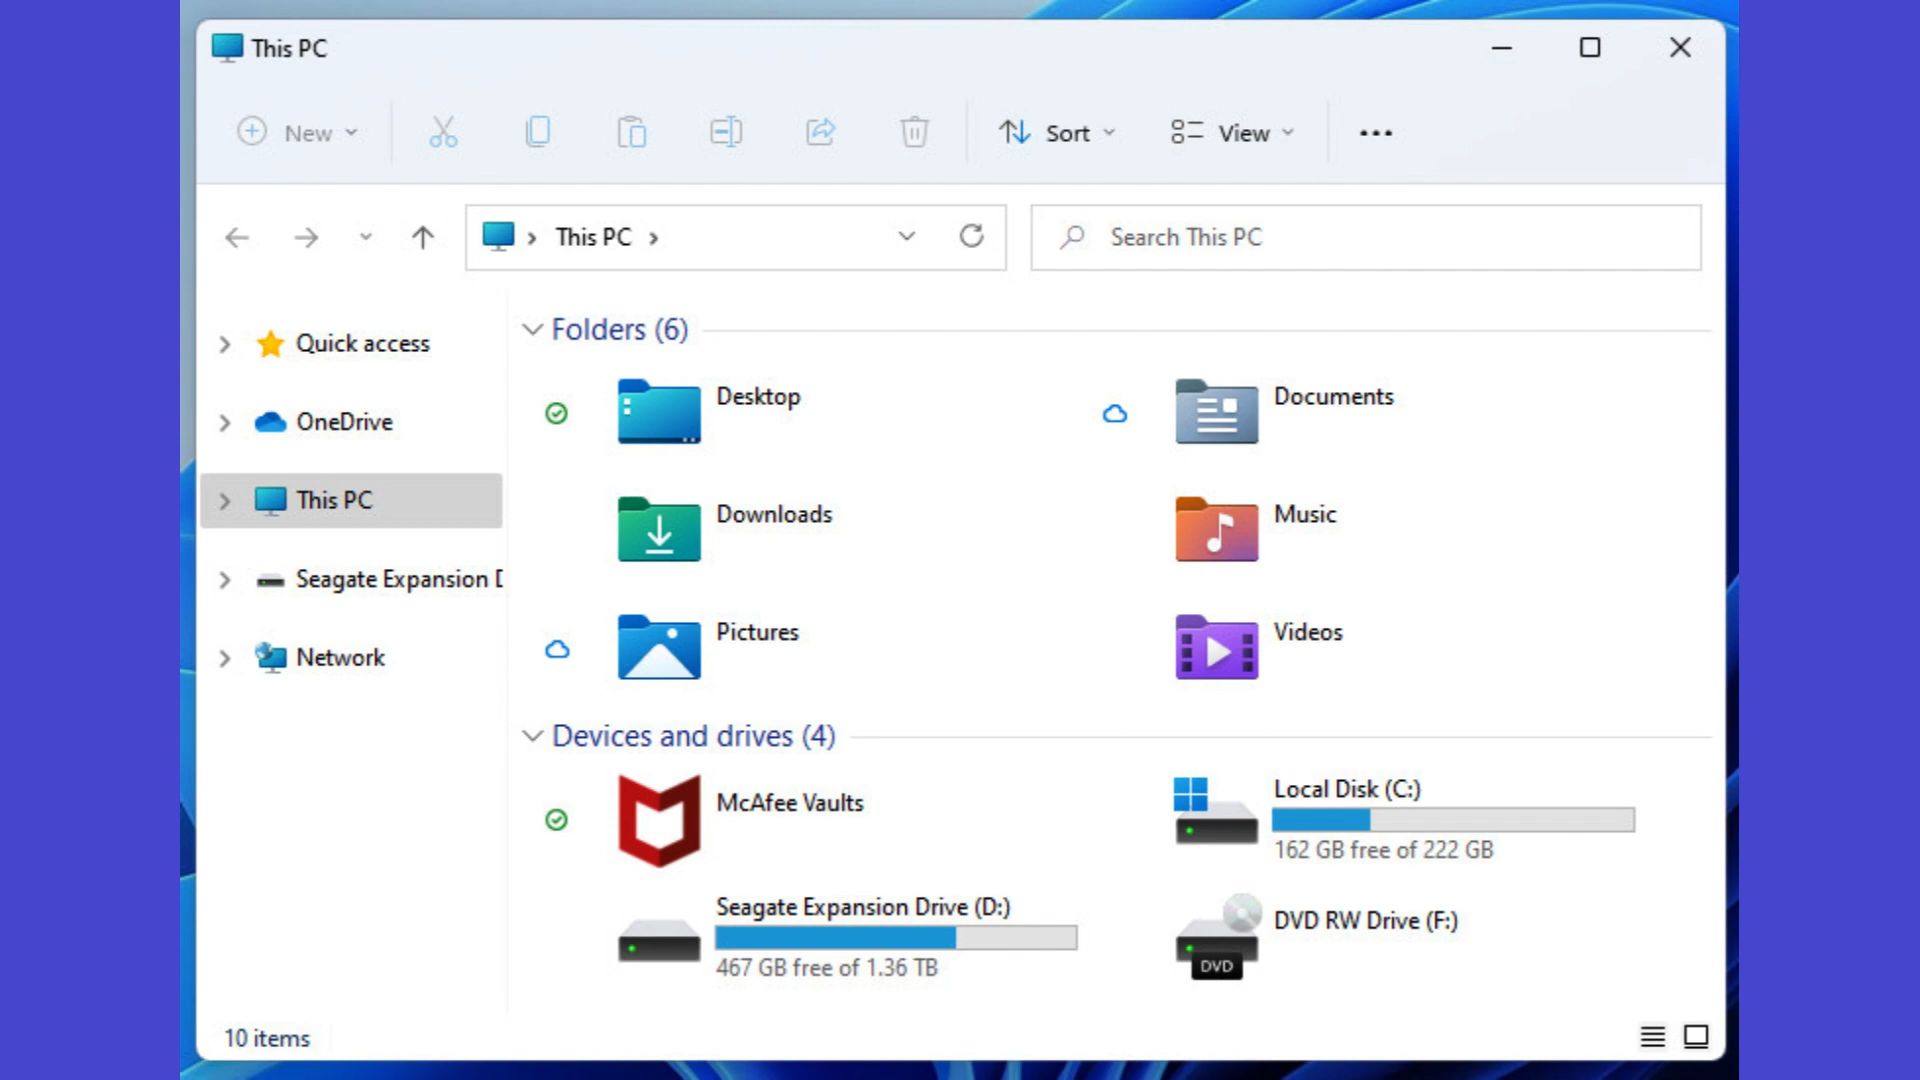 This PC
New
Sort
View
This PC
Search This PC
Quick access
OneDrive
This PC
Seagate Expansion D
Network
Folders (6)
Desktop
Documents
Downloads
Music
Pictures
Videos
Devices and drives (4)
McAfee Vaults
Local Disk (C:)
162 GB free of 222 GB
Seagate Expansion Drive (D:)
467 GB free of 1.36 TB
DVD RW Drive (F:)
DVD
10 items